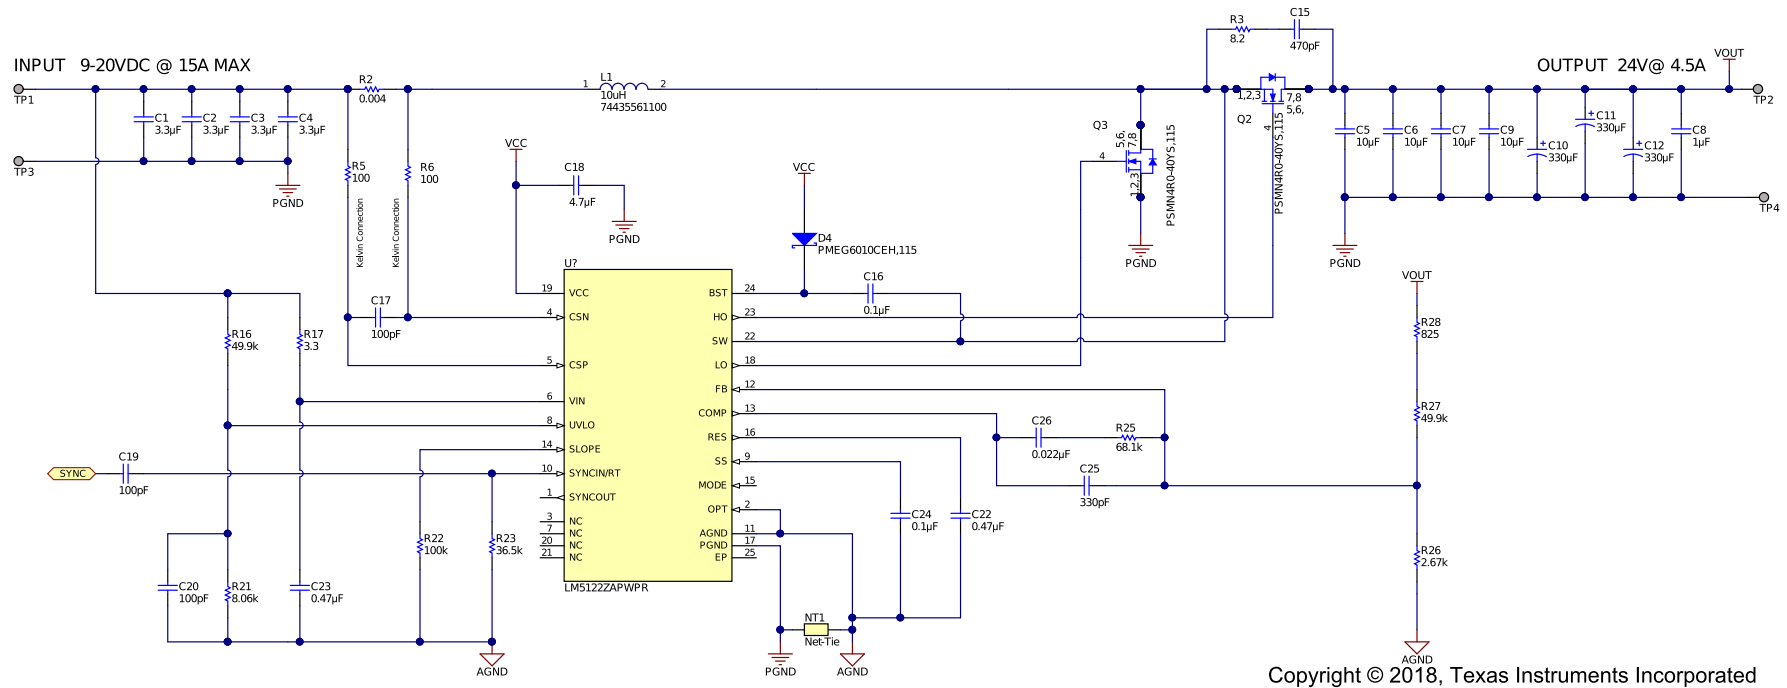 INPUT 9-20VDC @ 15A MAX
TP1
TP3
C1
3.3µF
C2
3.3µF
C3
3.3µF
C4
3.3µF
PGND
R2
0.004
R5
100
R6
100
Kelvin Connection
Kelvin Connection
C17
100pF
1
L1
2
10uH
74435561100
VCC
C18
4.7µF
PGND
VCC
D4
PMEG6010CEH,115
C16
0.1µF
R3
8.2
C15
470pF
1,2,3
7,8
5,6,
4
Q2
PSMN4R0-40YS,115
Q3
5,6,
7,8
4
1,2,3
PSMN4R0-40YS,115
PGND
OUTPUT 24V@ 4.5A
VOUT
TP2
TP4
C5
10µF
C6
10µF
C7
10µF
C9
10µF
C10
330µF
C11
330µF
C12
330µF
C8
1µF
+
+
+
PGND
U?
19 VCC
4 CSN
5 CSP
6 VIN
8 UVLO
14 SLOPE
10 SYNCIN/RT
1 SYNCOUT
3 NC
7 NC
20 NC
21 NC
BST 24
HO 23
SW 22
LO 18
FB 12
COMP 13
RES 16
SS 9
MODE 15
OPT 2
AGND 11
PGND 17
EP 25
LM5122ZAPWPR
R16
49.9k
R17
3.3
SYNC
C19
100pF
C20
100pF
R21
8.06k
C23
0.47µF
R22
100k
R23
36.5k
AGND
C26
0.022µF
R25
68.1k
C25
330pF
C24
0.1µF
C22
0.47µF
NT1
Net-Tie
PGND
AGND
VOUT
R28
825
R27
49.9k
R26
2.67k
AGND
Copyright © 2018, Texas Instruments Incorporated